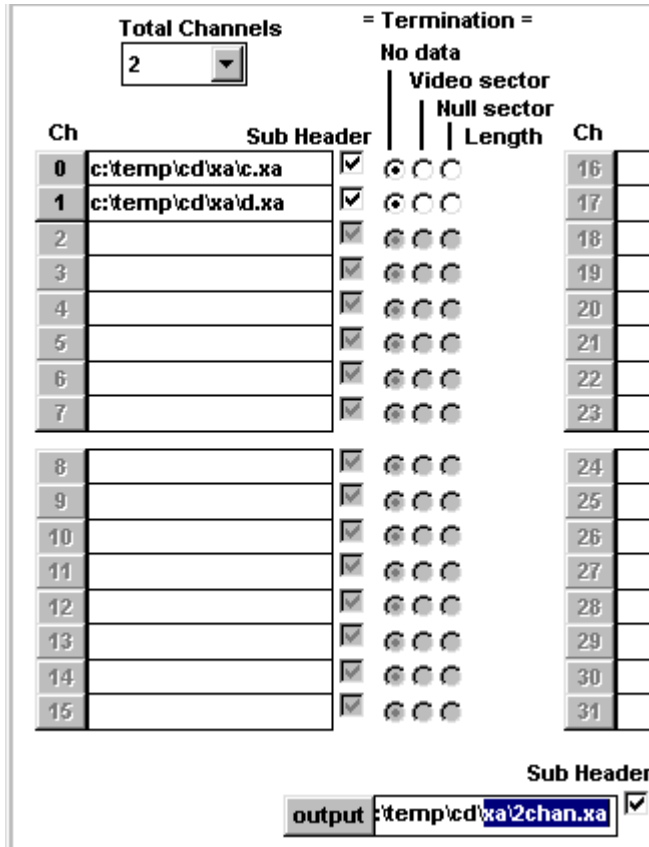 Total Channels
2
= Termination =
No data
Video sector
Null sector
Length
Ch
Sub Header
Ch
0 c:\temp\cd\xa\c.xa 16
1 c:\temp\cd\xa\d.xa 17
2 18
3 19
4 20
5 21
6 22
7 23
8 24
9 25
10 26
11 27
12 28
13 29
14 30
15 31
Sub Header
output :\temp\cd\xa\2chan.xa